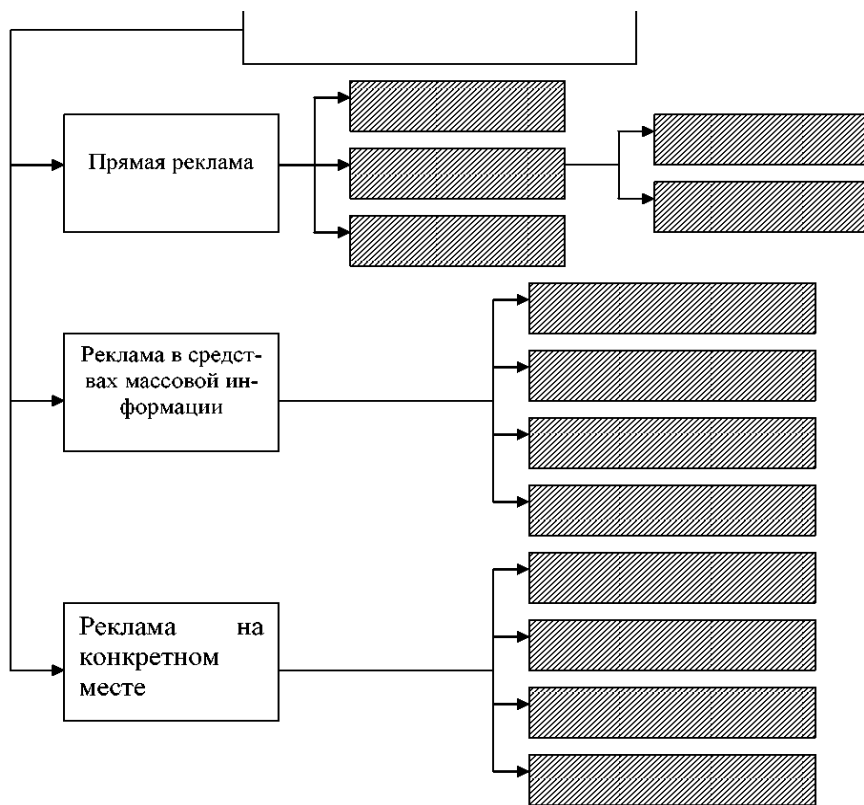 Прямая реклама
Реклама в средст-
вах массовой ин-
формации
Реклама на
конкретном
месте